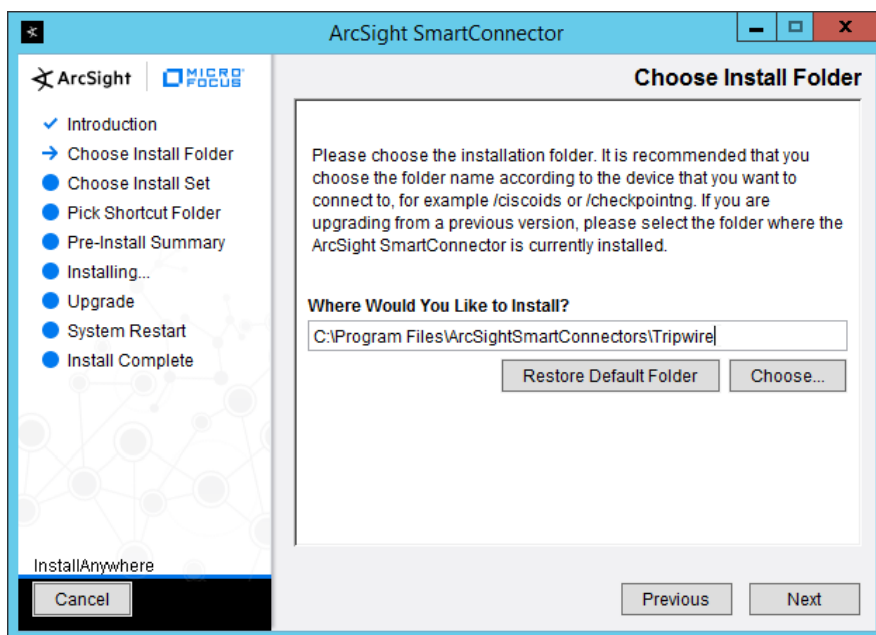 ArcSight SmartConnector
ArcSight
MICRO
FOCUS
Choose Install Folder
Introduction
Choose Install Folder
Choose Install Set
Pick Shortcut Folder
Pre-Install Summary
Installing...
Upgrade
System Restart
Install Complete
Please choose the installation folder. It is recommended that you
choose the folder name according to the device that you want to
connect to, for example /ciscoids or /checkpointng. If you are
upgrading from a previous version, please select the folder where the
ArcSight SmartConnector is currently installed.
Where Would You Like to Install?
C:\Program Files\ArcSightSmartConnectors\Tripwire
Restore Default Folder
Choose...
InstallAnywhere
Cancel
Previous
Next